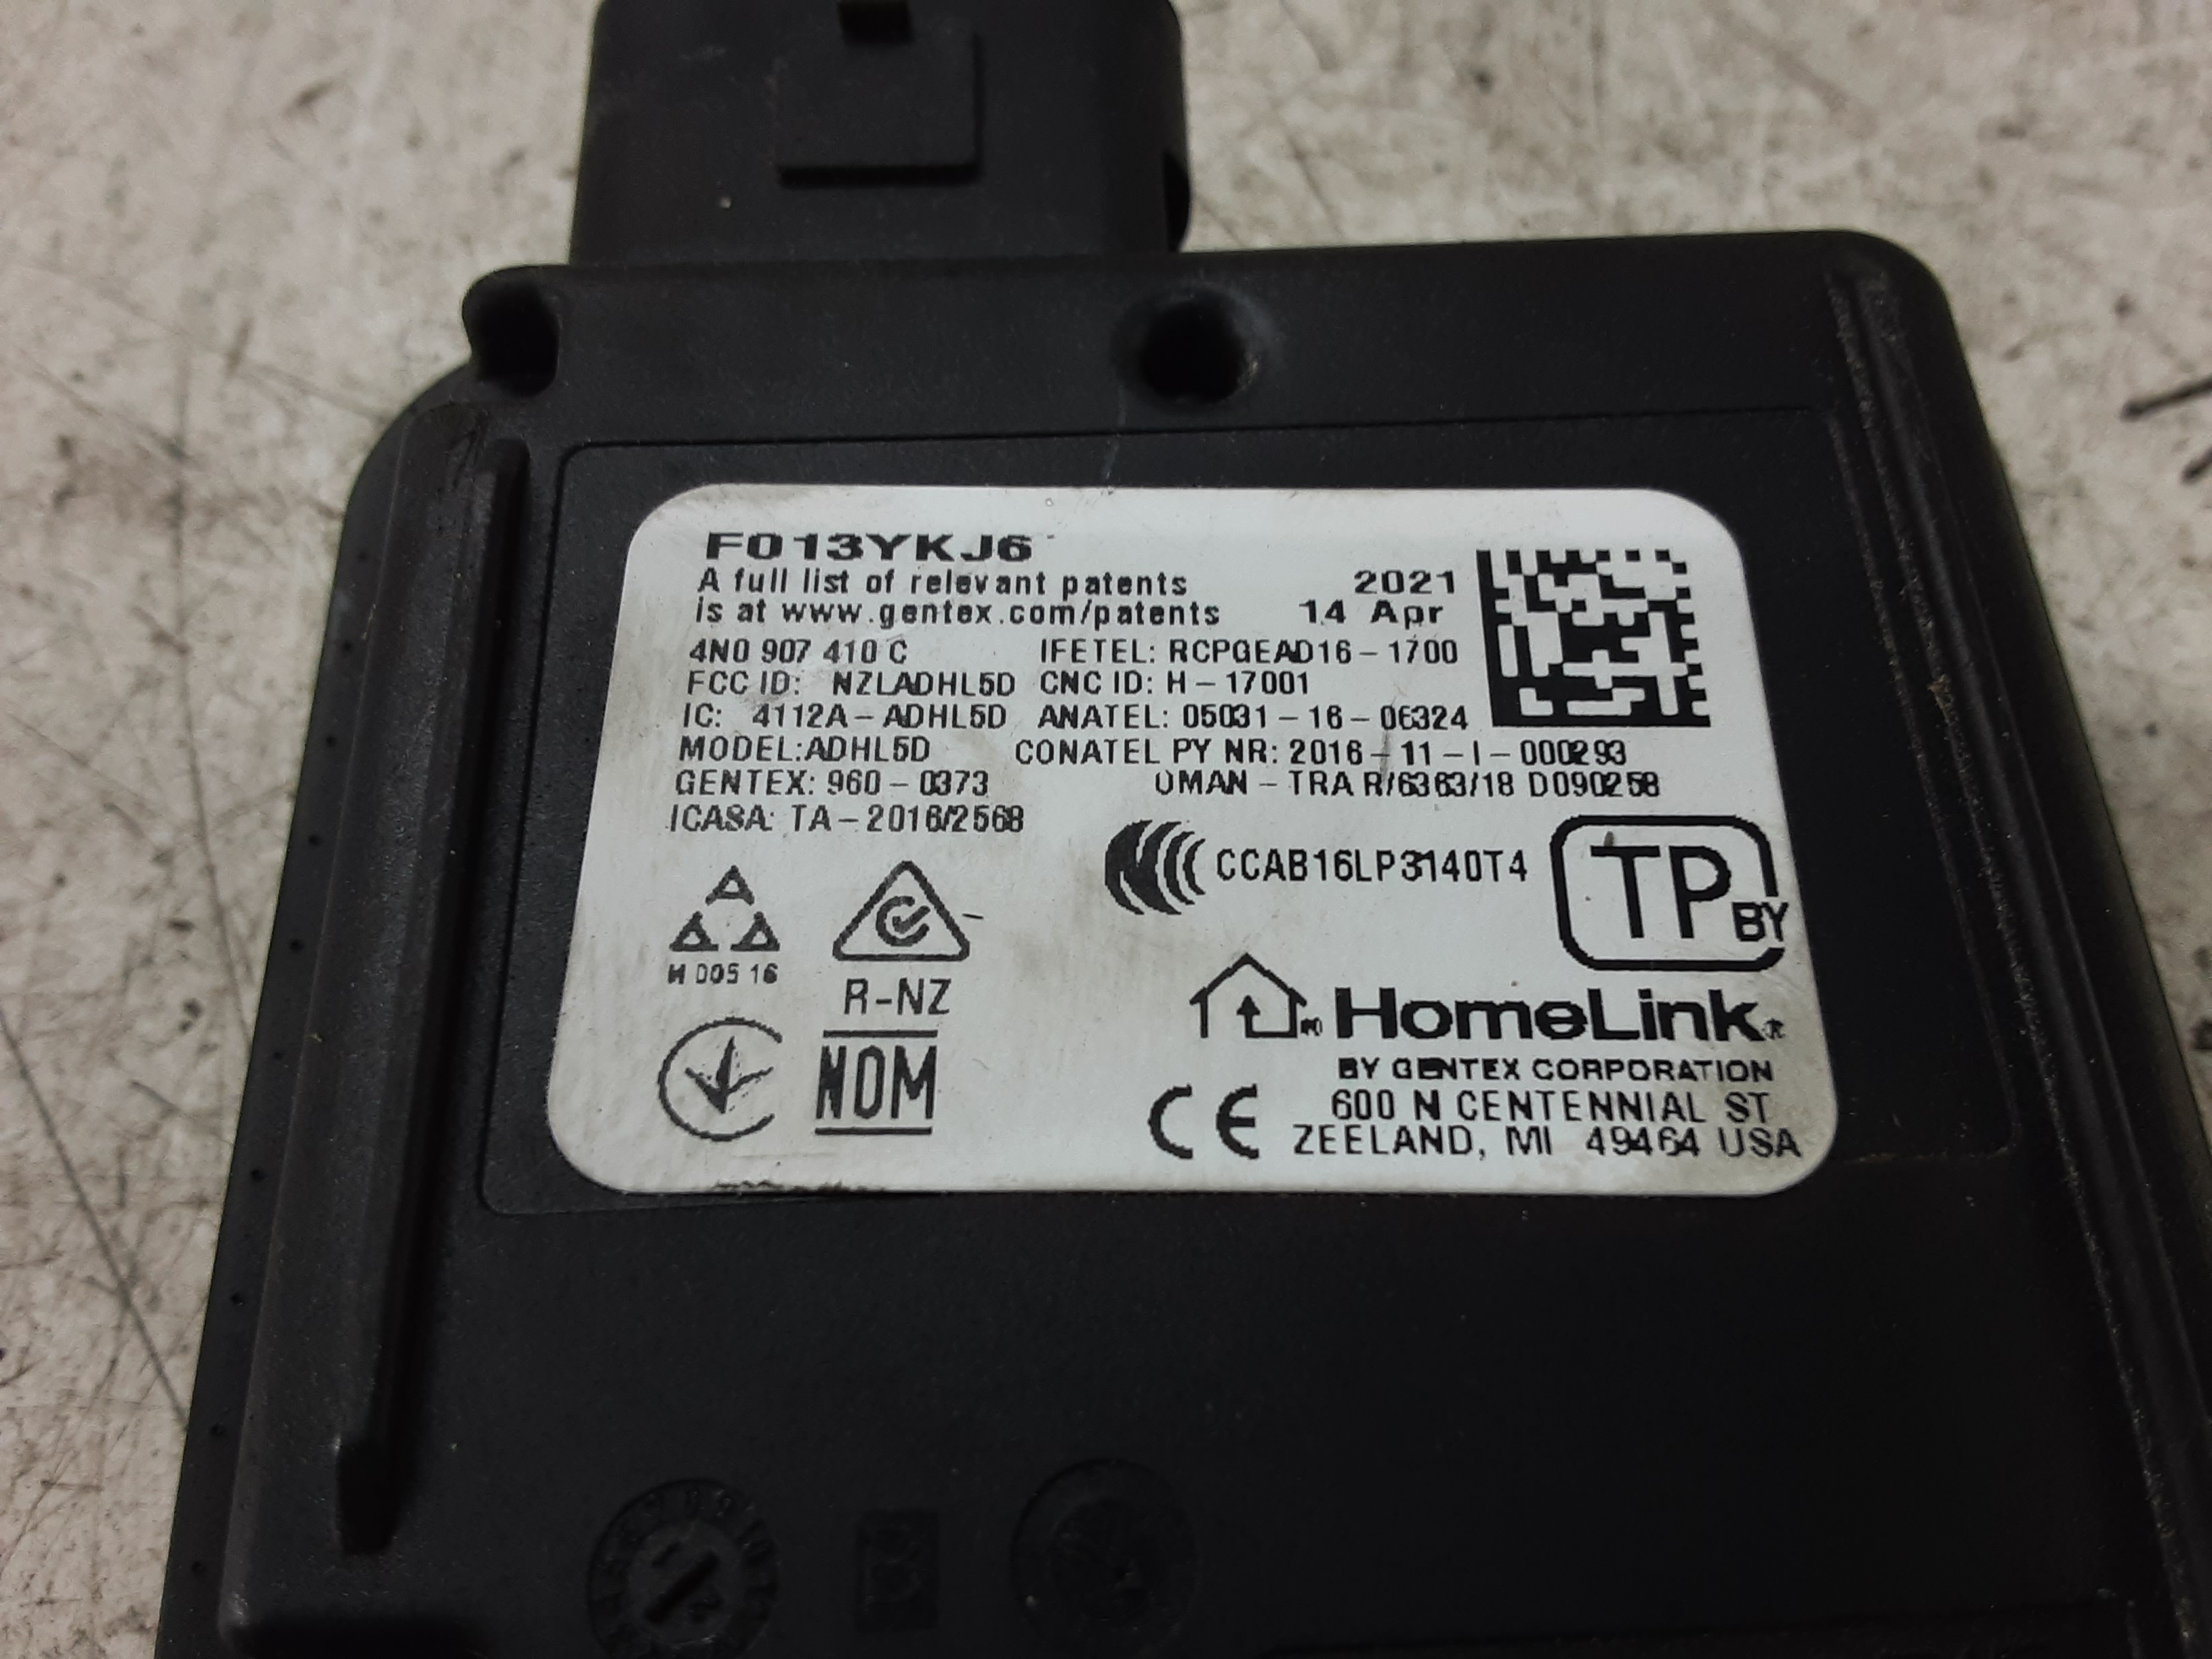 F013YKJ6
A full list of relevant patents
is at www.gentex.com/patents
2021
14 Apr
4N0 907 410 C
IFETEL: RCPGEAD16-1700
FCC ID: NZLADHL5D
CNC ID: H-17001
IC: 4112A-ADHL5D
ANATEL: 05031-16-06324
MODEL:ADHL5D
CONATEL PY NR: 2016-11-I-000293
GENTEX: 960-0373
OMAN - TRA R/6363/18 D090258
ICASA: TA-2016/2568
CCAB16LP3140T4
TP BY
H 005 16
R-NZ
NOM
HomeLink®
BY GENTEX CORPORATION
600 N CENTENNIAL ST
ZEELAND, MI 49464 USA
CE